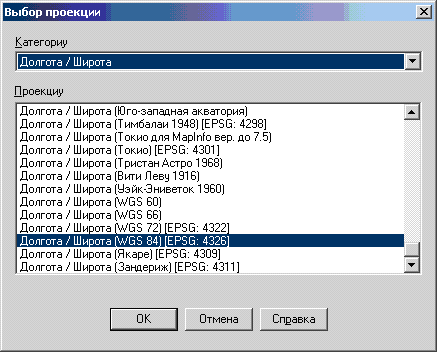 Выбор проекции
Категориу
Долгота / Широта
Проекциу
Долгота / Широта (Юго-западная акватория)
Долгота / Широта (Тимбалаи 1948) [EPSG: 4298]
Долгота / Широта (Токио для MapInfo вер. до 7.5)
Долгота / Широта (Токио) [EPSG: 4301]
Долгота / Широта (Тристан Астро 1968)
Долгота / Широта (Вити Леву 1916)
Долгота / Широта (Уэйк-Эниветок 1960)
Долгота / Широта (WGS 60)
Долгота / Широта (WGS 66)
Долгота / Широта (WGS 72) [EPSG: 4322]
Долгота / Широта (WGS 84) [EPSG: 4326]
Долгота / Широта (Якаре) [EPSG: 4309]
Долгота / Широта (Зандериж) [EPSG: 4311]
OK Отмена Справка